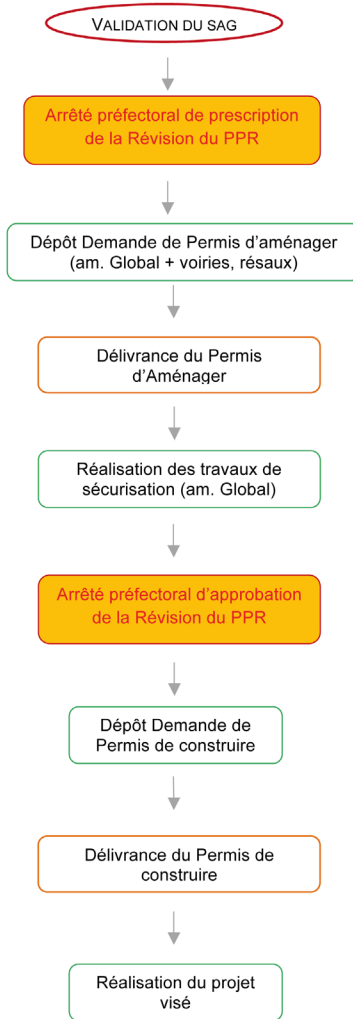 VALIDATION DU SAG
Arrêté préfectoral de prescription
de la Révision du PPR
Dépôt Demande de Permis d'aménager
(am. Global + voiries, résaux)
Délivrance du Permis
d'Aménager
Réalisation des travaux de
sécurisation (am. Global)
Arrêté préfectoral d'approbation
de la Révision du PPR
Dépôt Demande de
Permis de construire
Délivrance du Permis de
construire
Réalisation du projet
visé